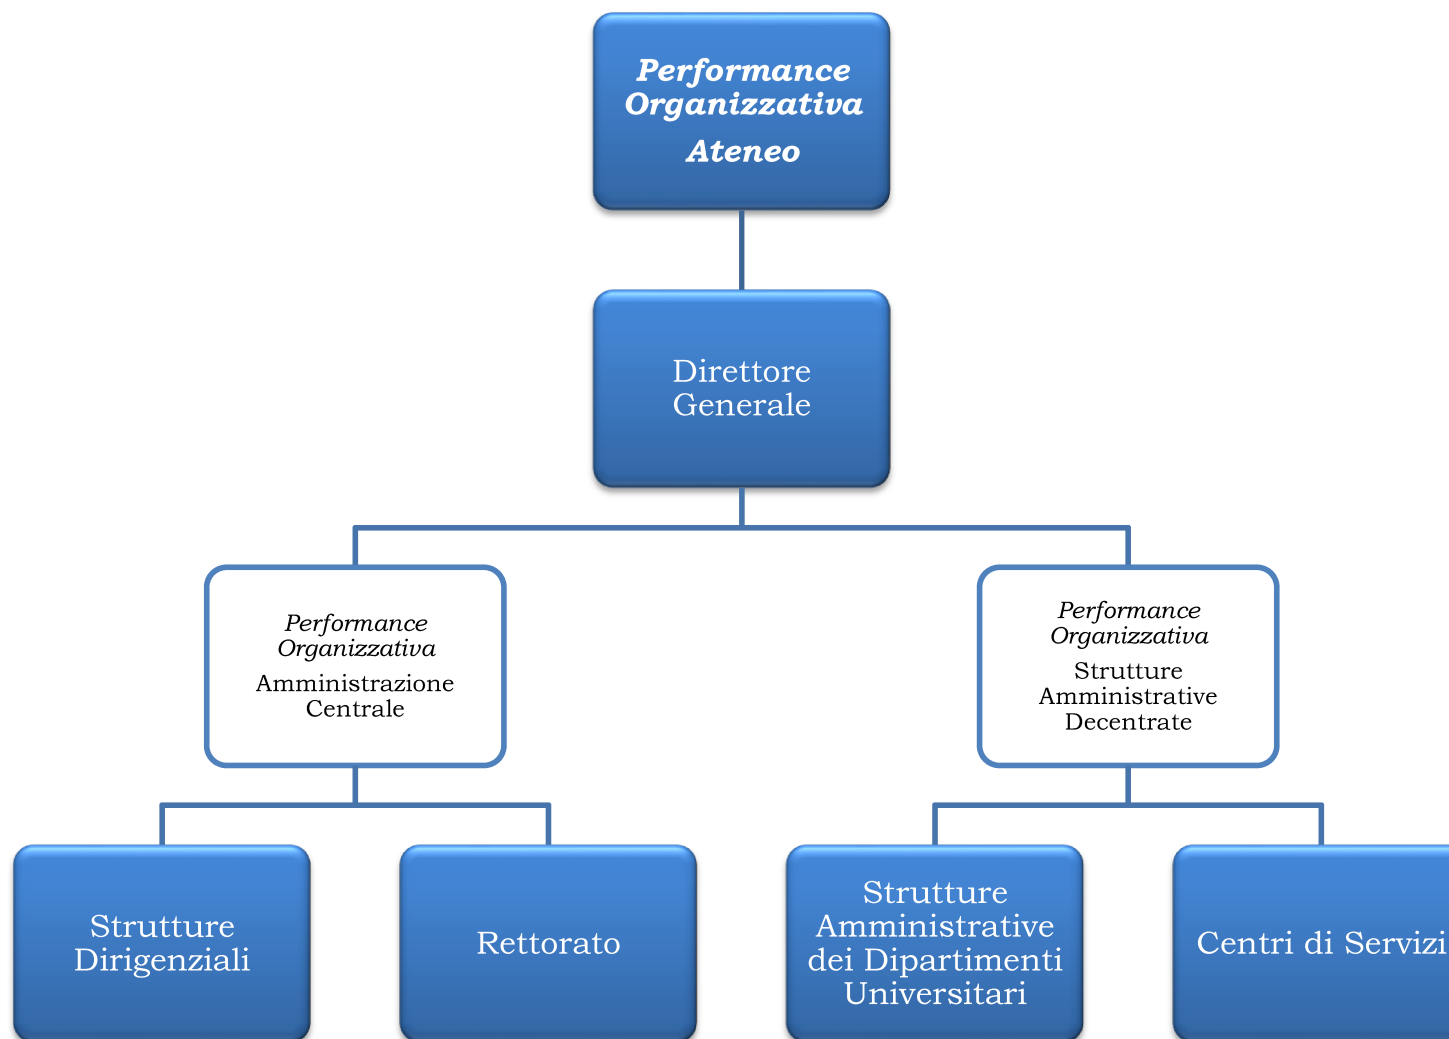 Performance
Organizzativa
Ateneo
Direttore
Generale
Performance
Organizzativa
Amministrazione
Centrale
Performance
Organizzativa
Strutture
Amministrative
Decentrate
Strutture
Dirigenziali
Rettorato
Strutture
Amministrative
dei Dipartimenti
Universitari
Centri di Servizi